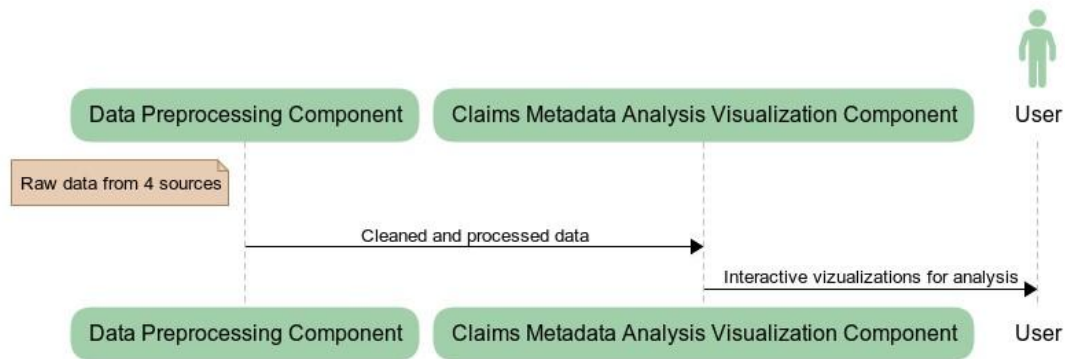 Data Preprocessing Component
Claims Metadata Analysis Visualization Component
User
Raw data from 4 sources
Cleaned and processed data
Interactive vizualizations for analysis
Data Preprocessing Component
Claims Metadata Analysis Visualization Component
User